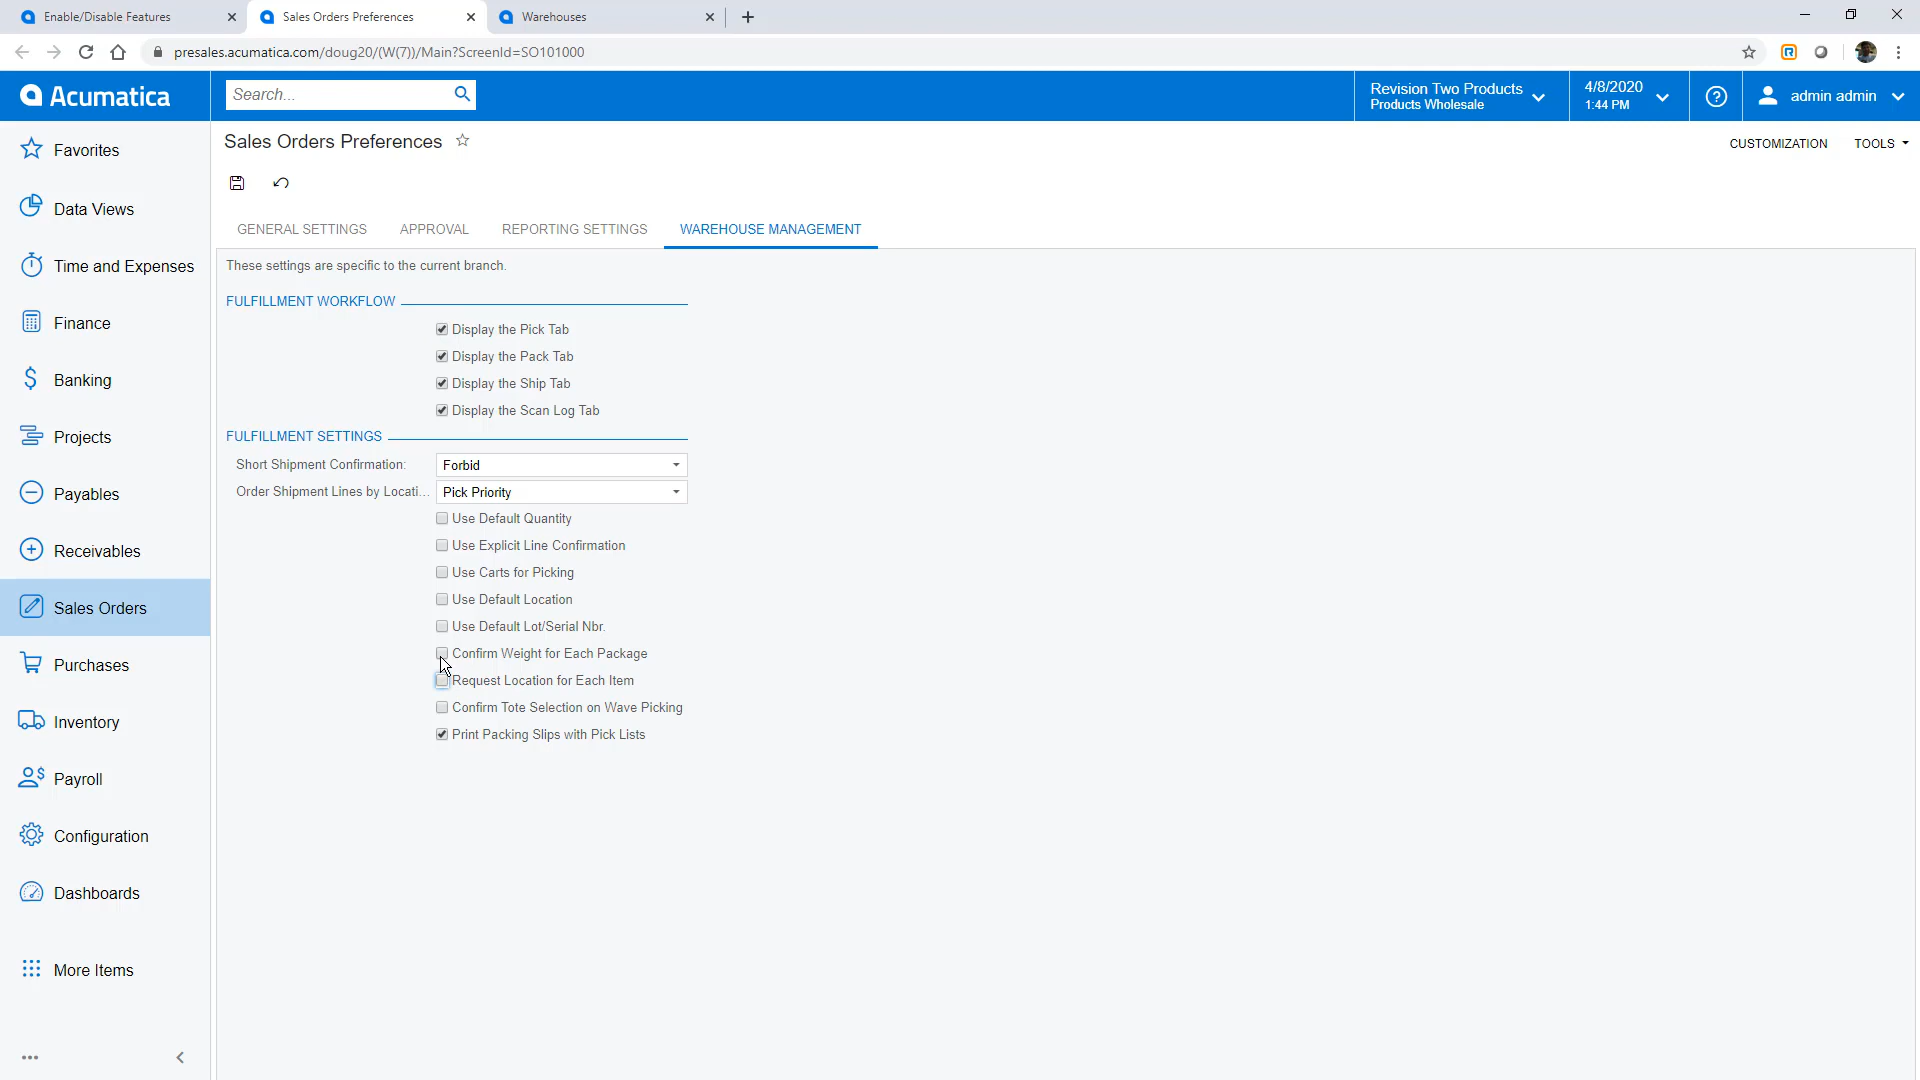 Enable/Disable Features
Sales Orders Preferences
Warehouses
presales.acumatica.com/doug20/(W(7))/Main?ScreenId=SO101000
Acumatica
Search...
Revision Two Products
Products Wholesale
4/8/2020
1:44 PM
admin admin
Favorites
Data Views
Time and Expenses
Finance
Banking
Projects
Payables
Receivables
Sales Orders
Purchases
Inventory
Payroll
Configuration
Dashboards
More Items
Sales Orders Preferences
CUSTOMIZATION
TOOLS
GENERAL SETTINGS
APPROVAL
REPORTING SETTINGS
WAREHOUSE MANAGEMENT
These settings are specific to the current branch.
FULFILLMENT WORKFLOW
Display the Pick Tab
Display the Pack Tab
Display the Ship Tab
Display the Scan Log Tab
FULFILLMENT SETTINGS
Short Shipment Confirmation: Forbid
Order Shipment Lines by Locati... Pick Priority
Use Default Quantity
Use Explicit Line Confirmation
Use Carts for Picking
Use Default Location
Use Default Lot/Serial Nbr.
Confirm Weight for Each Package
Request Location for Each Item
Confirm Tote Selection on Wave Picking
Print Packing Slips with Pick Lists